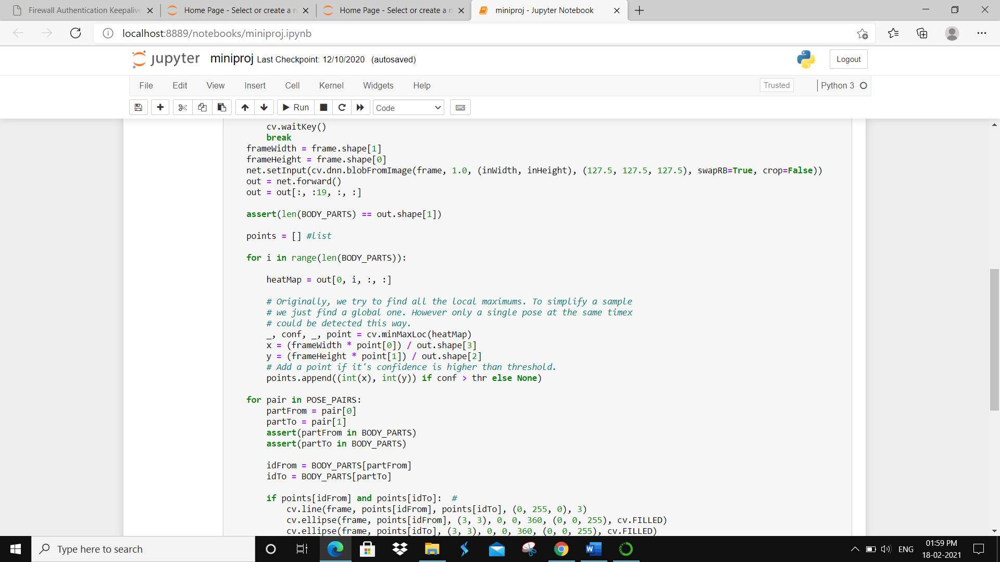 Firewall Authentication Keepalive
Home Page - Select or create a n
Home Page - Select or create a n
miniproj - Jupyter Notebook
localhost:8889/notebooks/miniproj.ipynb
jupyter miniproj Last Checkpoint: 12/10/2020 (autosaved)
Logout
File Edit View Insert Cell Kernel Widgets Help
Trusted
Python 3
Run
Code
cv.waitKey()
break
frameWidth = frame.shape[1]
frameHeight = frame.shape[0]
net.setInput(cv.dnn.blobFromImage(frame, 1.0, (inWidth, inHeight), (127.5, 127.5, 127.5), swapRB=True, crop=False))
out = net.forward()
out = out[:, :19, :, :]
assert(len(BODY_PARTS) == out.shape[1])
points = [] #list
for i in range(len(BODY_PARTS)):
heatMap = out[0, i, :, :]
# Originally, we try to find all the local maximums. To simplify a sample
# we just find a global one. However only a single pose at the same timex
# could be detected this way.
_, conf, _, point = cv.minMaxLoc(heatMap)
x = (frameWidth * point[0]) / out.shape[3]
y = (frameHeight * point[1]) / out.shape[2]
# Add a point if it's confidence is higher than threshold.
points.append((int(x), int(y)) if conf > thr else None)
for pair in POSE_PAIRS:
partFrom = pair[0]
partTo = pair[1]
assert(partFrom in BODY_PARTS)
assert(partTo in BODY_PARTS)
idFrom = BODY_PARTS[partFrom]
idTo = BODY_PARTS[partTo]
if points[idFrom] and points[idTo]: #
cv.line(frame, points[idFrom], points[idTo], (0, 255, 0), 3)
cv.ellipse(frame, points[idFrom], (3, 3), 0, 0, 360, (0, 0, 255), cv.FILLED)
cv.ellipse(frame, points[idTo], (3, 3), 0, 0, 360, (0, 0, 255), cv.FILLED)
Type here to search
ENG
01:59 PM
18-02-2021